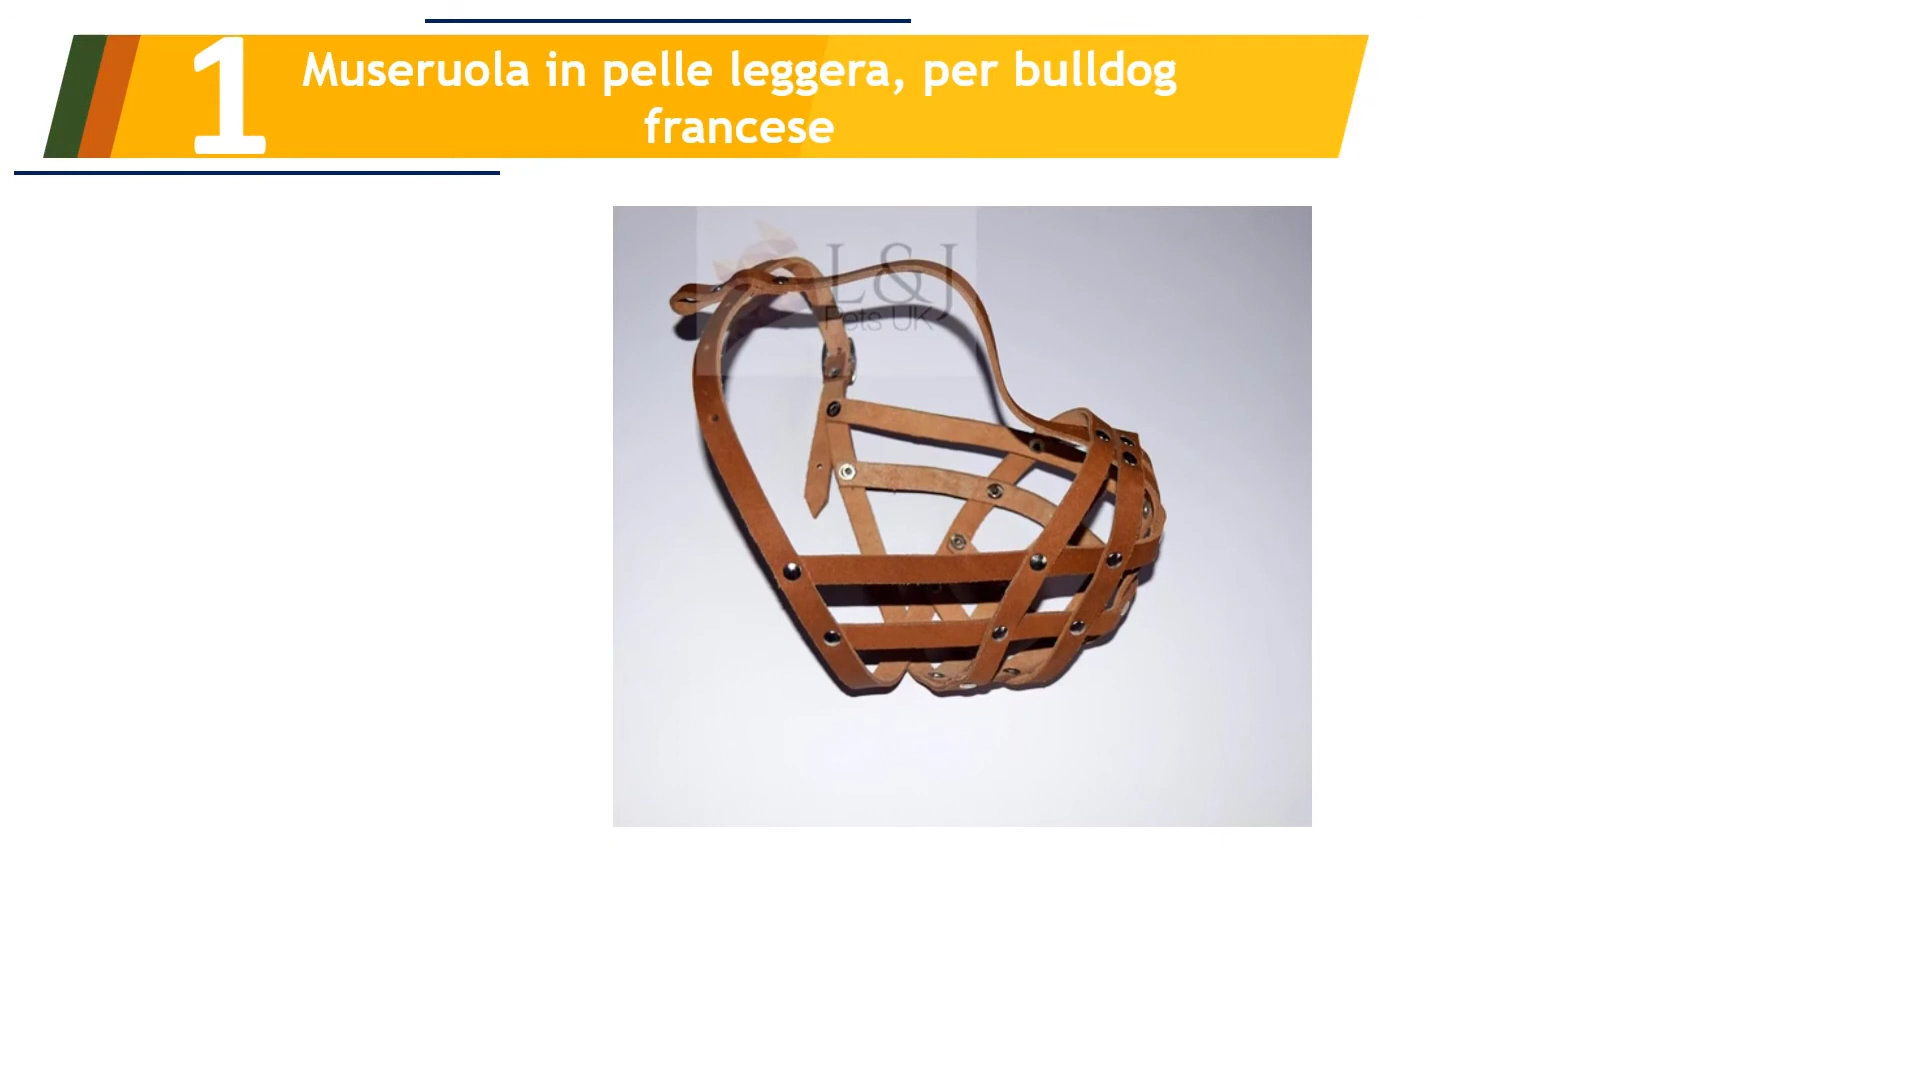 1
Museruola in pelle leggera, per bulldog
francese
L&J
Pets UK